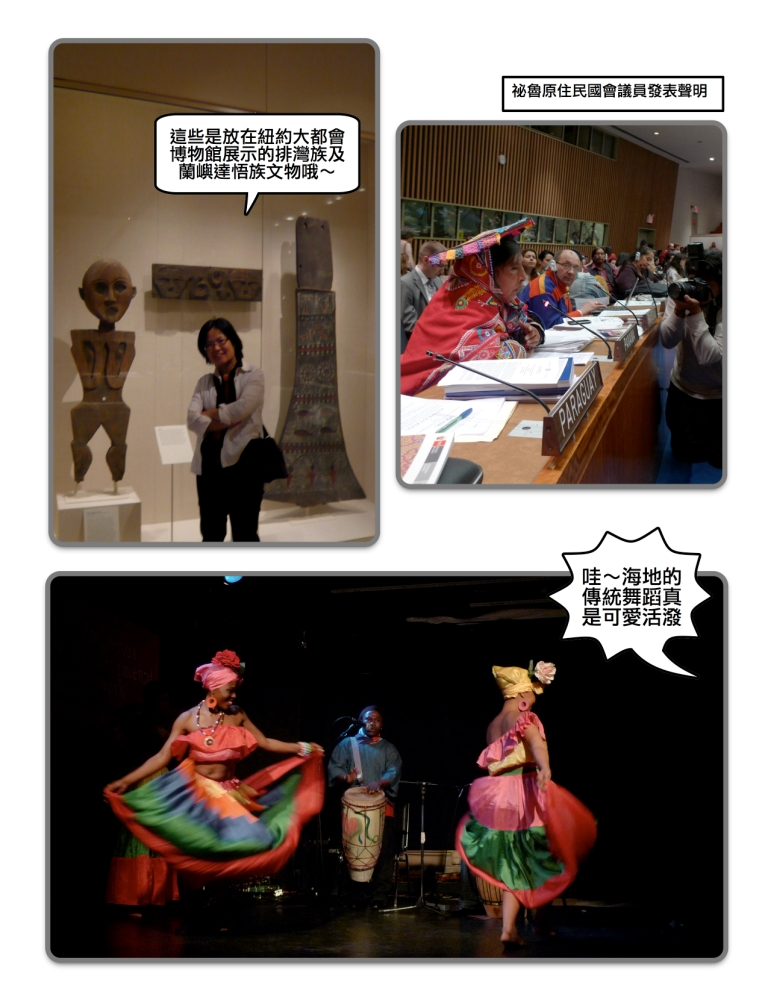 這些是放在紐約大都會
博物館展示的排灣族及
蘭嶼達悟族文物哦～
祕魯原住民國會議員發表聲明
PARAGUAY
哇～海地的
傳統舞蹈真
是可愛活潑